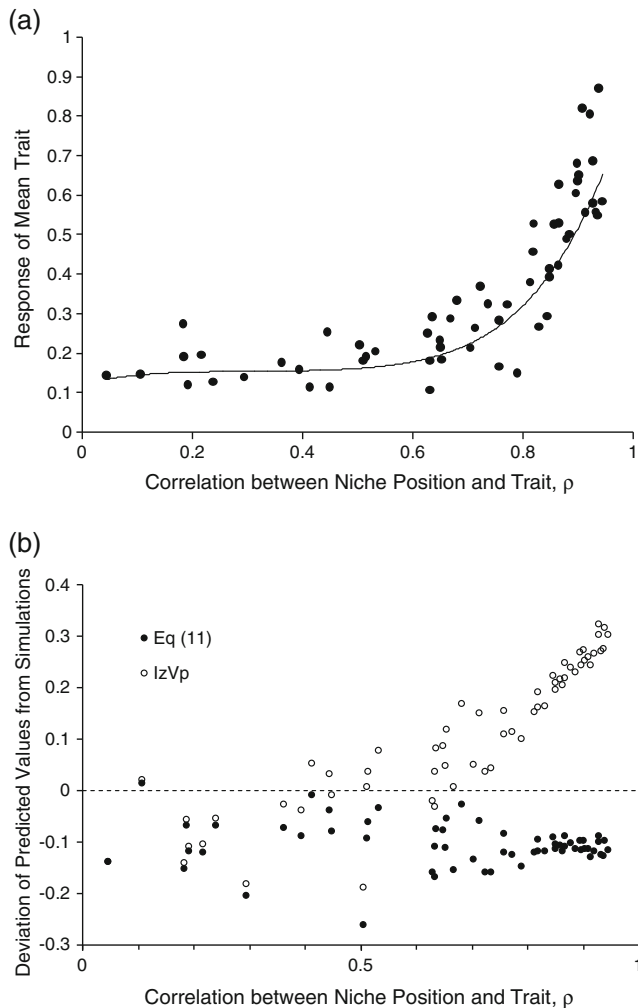 (a)
1
0.9
0.8
0.7
0.6
0.5
0.4
0.3
0.2
0.1
0
Response of Mean Trait
0 0.2 0.4 0.6 0.8 1
Correlation between Niche Position and Trait, ρ
(b)
0.4
0.3
0.2
0.1
0
-0.1
-0.2
-0.3
Deviation of Predicted Values from Simulations
Eq (11)
IzVp
0 0.5 1
Correlation between Niche Position and Trait, ρ